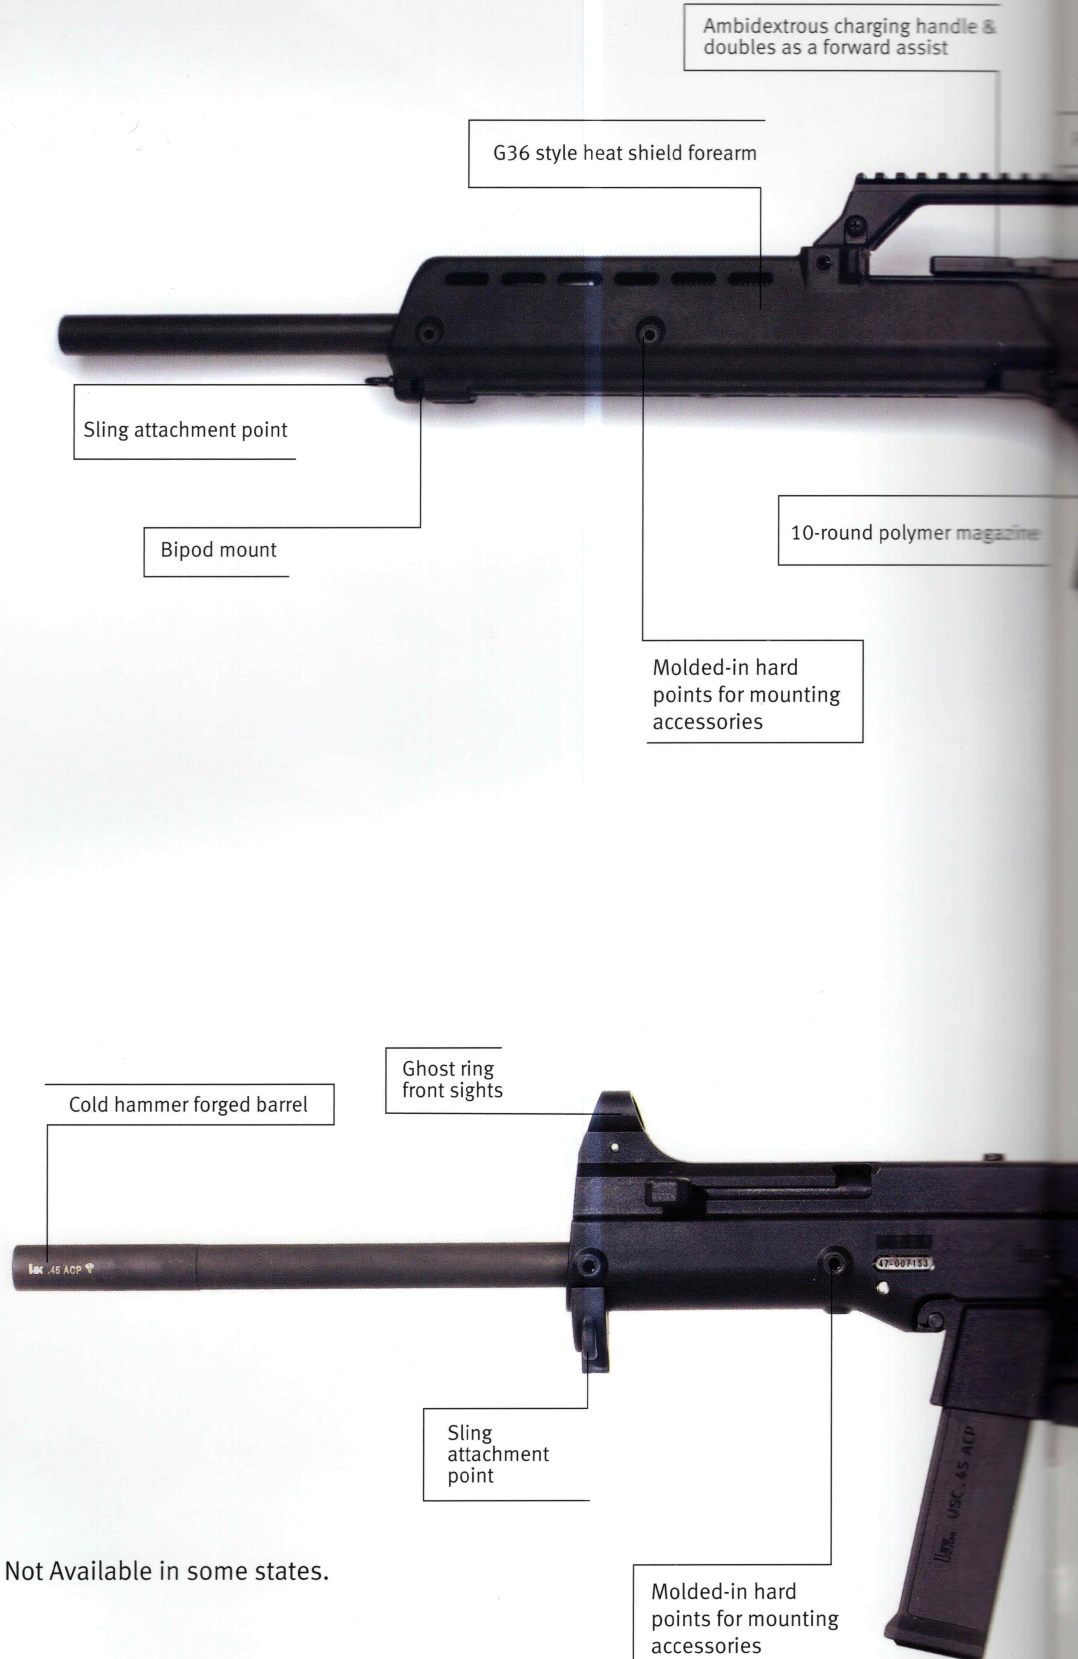 Ambidextrous charging handle &
doubles as a forward assist
G36 style heat shield forearm
Sling attachment point
Bipod mount
10-round polymer magazine
Molded-in hard
points for mounting
accessories
Ghost ring
front sights
Cold hammer forged barrel
HK .45 ACP
47-007153
Sling
attachment
point
HK USC .45 ACP
Not Available in some states.
Molded-in hard
points for mounting
accessories